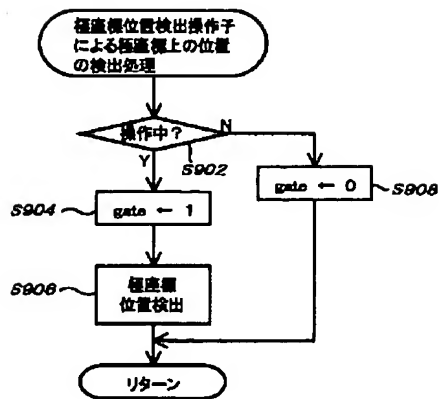 極座標位置検出操作子
による極座標上の位置
の検出処理
操作中?
N
Y
S902
S904
gate ← 1
gate ← 0
S908
S906
極座標
位置検出
リターン